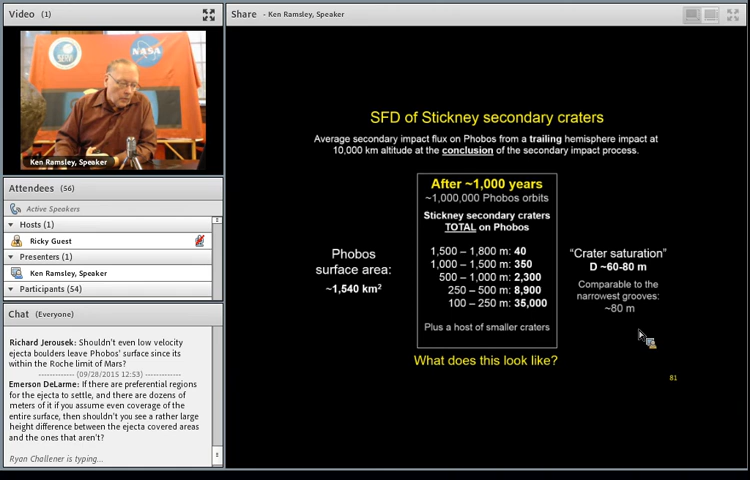 Video (1)
NASA
Ken Ramsley, Speaker
Attendees (56)
Active Speakers
Hosts (1)
Ricky Guest
Presenters (1)
Ken Ramsley, Speaker
Participants (54)
Chat (Everyone)
Richard Jerousek: Shouldn't even low velocity
ejecta boulders leave Phobos' surface since its
within the Roche limit of Mars?
------------- (09/28/2015 12:53) -------------
Emerson DeLarme: If there are preferential regions
for the ejecta to settle, and there are dozens of
meters of it if you assume even coverage of the
entire surface, then shouldn't you see a rather large
height difference between the ejecta covered areas
and the ones that aren't?
Ryan Challener is typing...
Share - Ken Ramsley, Speaker
SFD of Stickney secondary craters
Average secondary impact flux on Phobos from a trailing hemisphere impact at
10,000 km altitude at the conclusion of the secondary impact process.
After ~1,000 years
~1,000,000 Phobos orbits
Stickney secondary craters
TOTAL on Phobos
1,500 – 1,800 m: 40
1,000 – 1,500 m: 350
500 – 1,000 m: 2,300
250 – 500 m: 8,900
100 – 250 m: 35,000
Plus a host of smaller craters
Phobos
surface area:
~1,540 km²
“Crater saturation”
D ~60-80 m
Comparable to the
narrowest grooves:
~80 m
What does this look like?
81